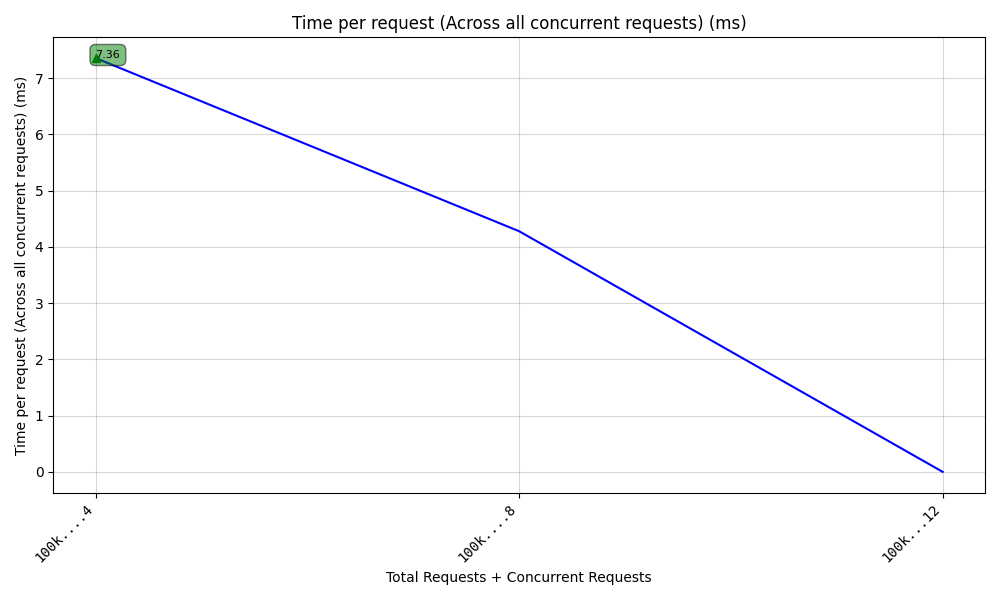 Time per request (Across all concurrent requests) (ms)
7.36
Time per request (Across all concurrent requests) (ms)
7
6
5
4
3
2
1
0
100k....4
100k....8
100k...12
Total Requests + Concurrent Requests